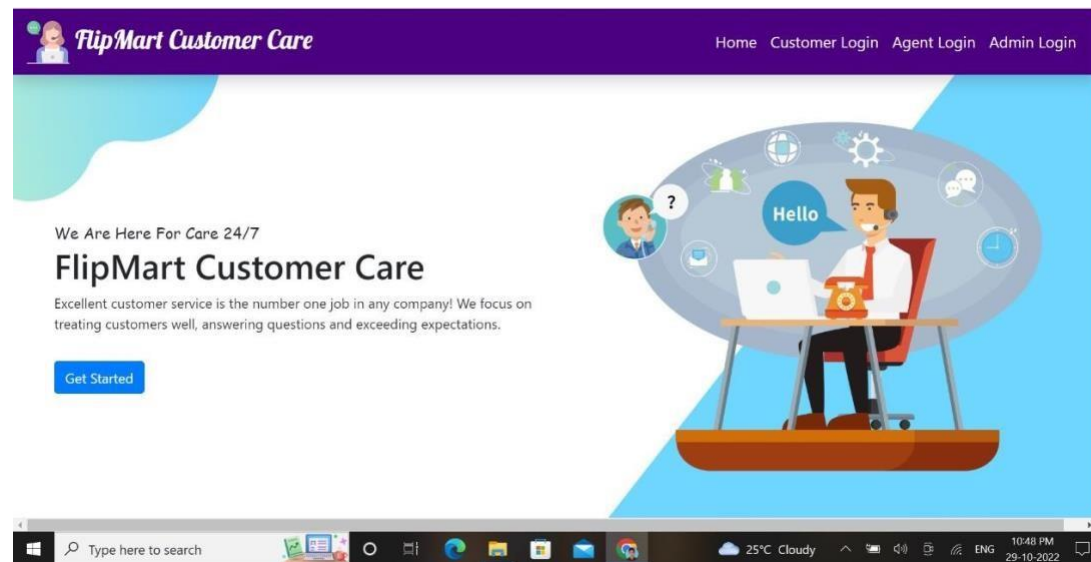 FlipMart Customer Care
Home Customer Login Agent Login Admin Login
We Are Here For Care 24/7
FlipMart Customer Care
Excellent customer service is the number one job in any company! We focus on
treating customers well, answering questions and exceeding expectations.
Get Started
?
Hello
Type here to search
25°C Cloudy
ENG
10:48 PM
29-10-2022